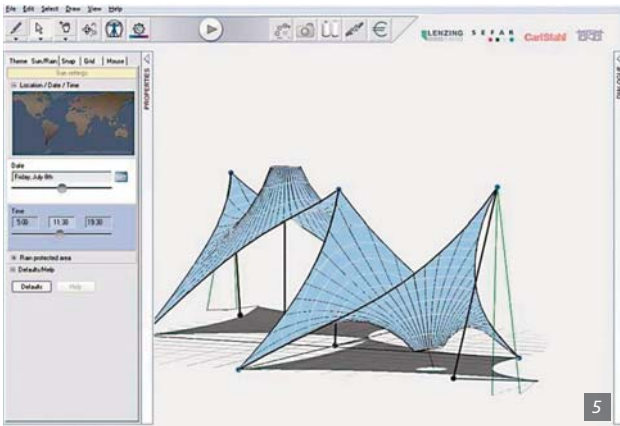 File Edit Select Draw View Help
LENZING SEFAR CarlStahl
Theme Sun/Rain Snap Grid Mouse
Sun settings
Location / Date / Time
PROPERTIES
DIALOGUE
Date
Friday, July 8th
Time
5:00 11:30 19:30
Rain protected area
Defaults/Help
Defaults Help
5